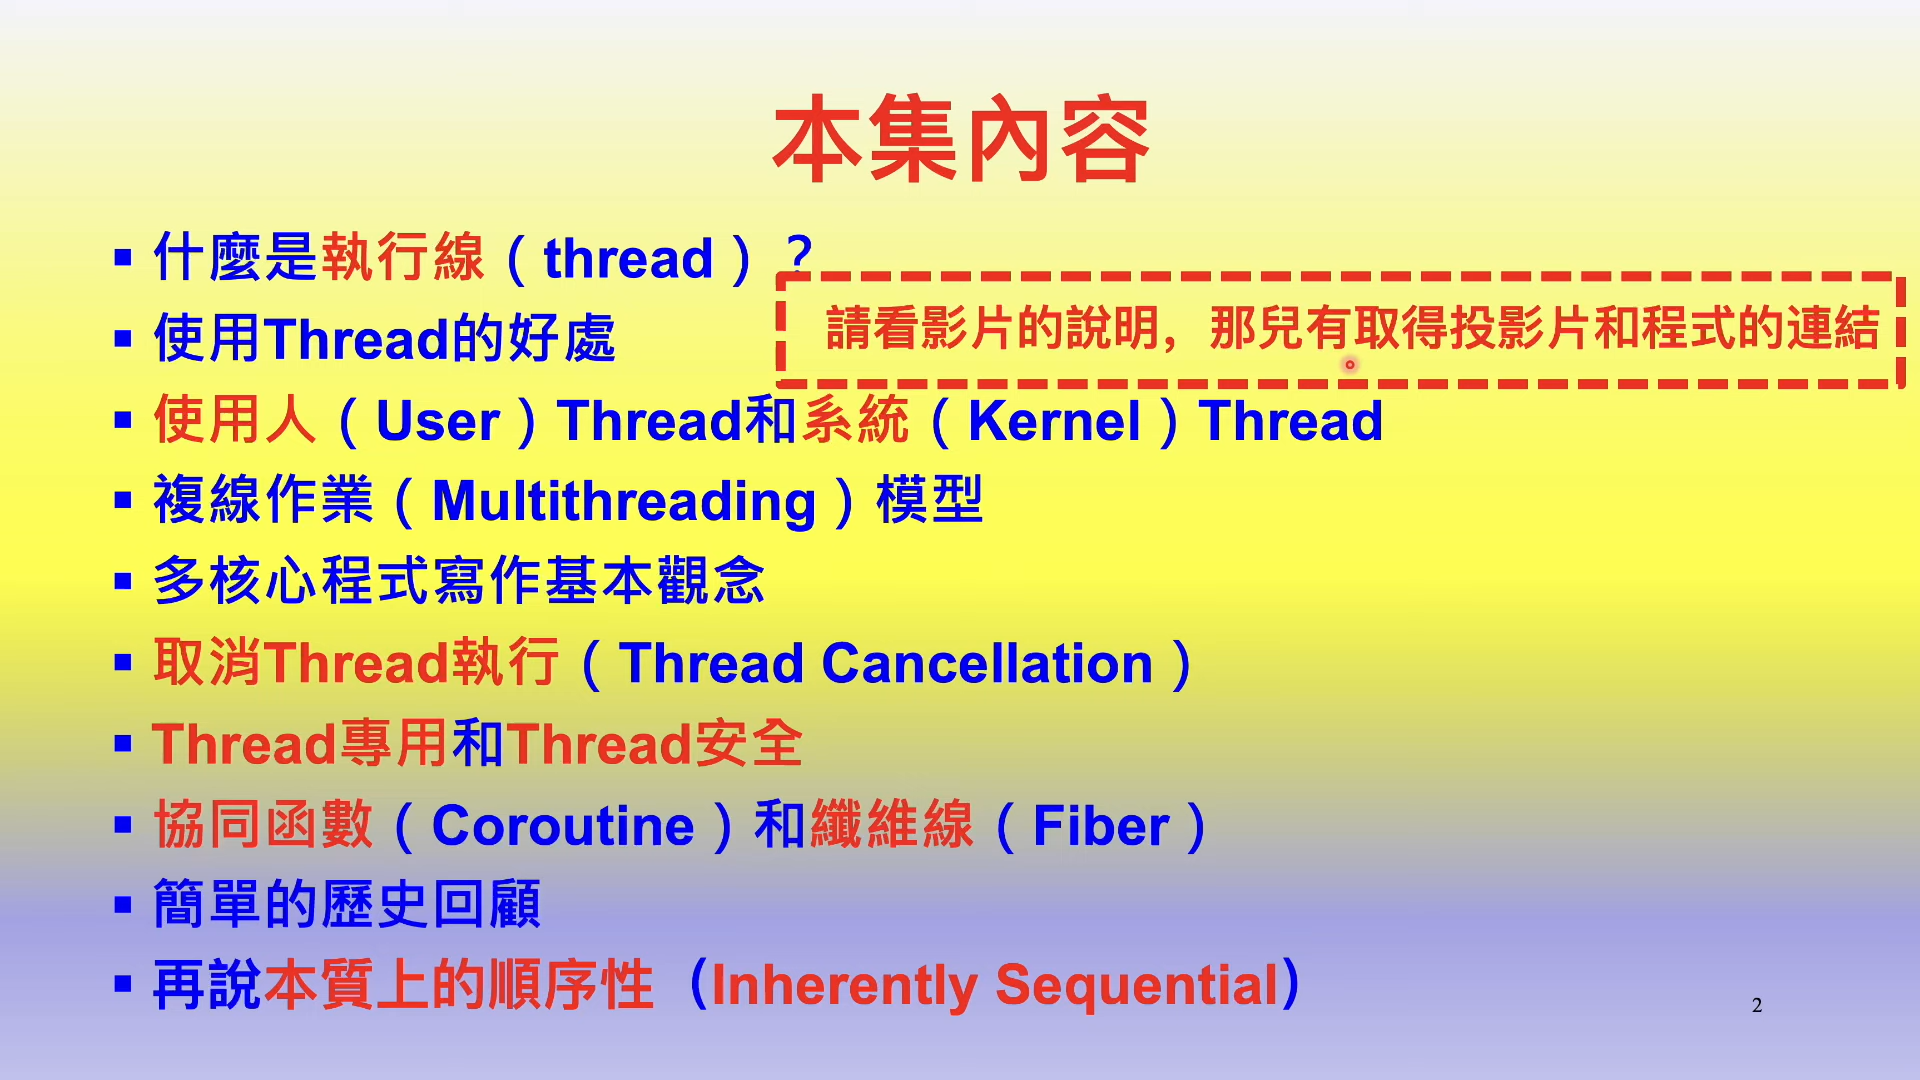 本集內容
▪ 什麼是執行線（thread）？
▪ 使用Thread的好處
請看影片的說明，那兒有取得投影片和程式的連結
▪ 使用人（User）Thread和系統（Kernel）Thread
▪ 複線作業（Multithreading）模型
▪ 多核心程式寫作基本觀念
▪ 取消Thread執行（Thread Cancellation）
▪ Thread專用和Thread安全
▪ 協同函數（Coroutine）和纖維線（Fiber）
▪ 簡單的歷史回顧
▪ 再說本質上的順序性（Inherently Sequential）
2